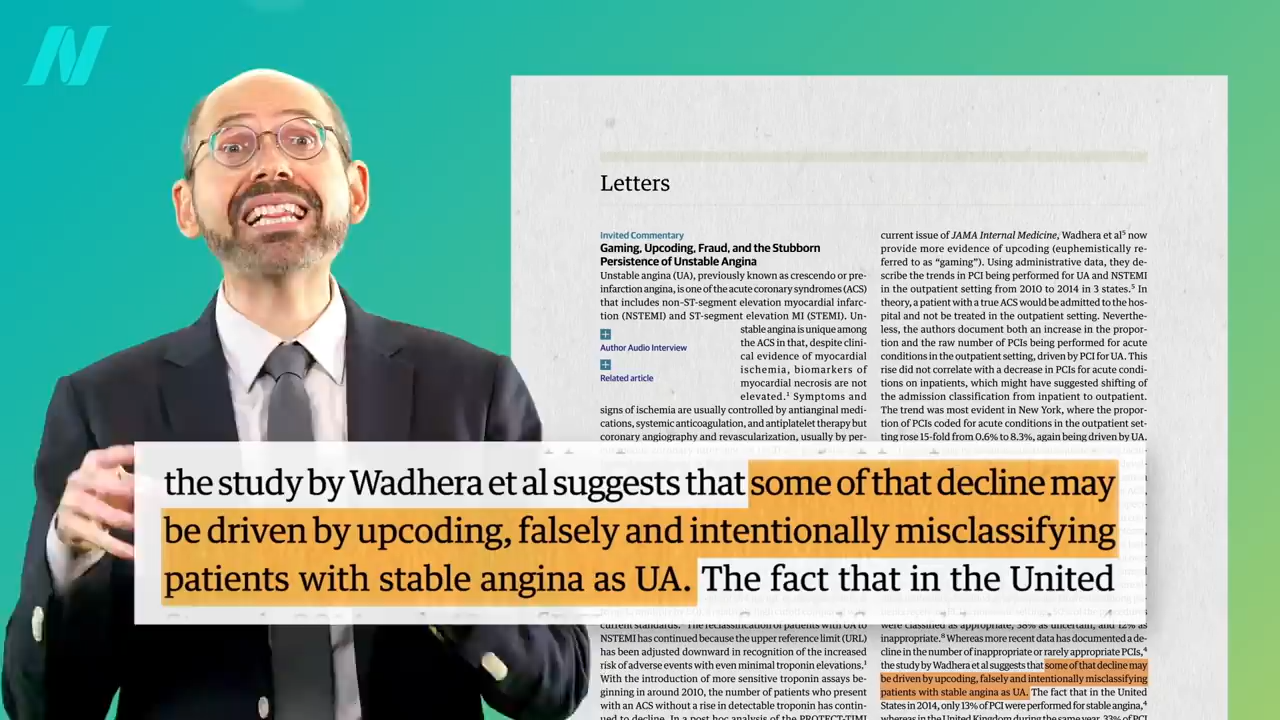 Letters
Invited Commentary
Gaming, Upcoding, Fraud, and the Stubborn
Persistence of Unstable Angina
Unstable angina (UA), previously known as crescendo or pre-
infarction angina, is one of the acute coronary syndromes (ACS)
that includes non–ST-segment elevation myocardial infarc-
tion (NSTEMI) and ST-segment elevation MI (STEMI). Un-
stable angina is unique among
the ACS in that, despite clini-
cal evidence of myocardial
ischemia, biomarkers of
myocardial necrosis are not
elevated.¹ Symptoms and
Author Audio Interview
Related article
signs of ischemia are usually controlled by antianginal medi-
cations, systemic anticoagulation, and antiplatelet therapy but
coronary angiography and revascularization, usually by per-
current issue of JAMA Internal Medicine, Wadhera et al⁵ now
provide more evidence of upcoding (euphemistically re-
ferred to as “gaming”). Using administrative data, they de-
scribe the trends in PCI being performed for UA and NSTEMI
in the outpatient setting from 2010 to 2014 in 3 states.⁵ In
theory, a patient with a true ACS would be admitted to the hos-
pital and not be treated in the outpatient setting. Neverthe-
less, the authors document both an increase in the propor-
tion and the raw number of PCIs being performed for acute
conditions in the outpatient setting, driven by PCI for UA. This
rise did not correlate with a decrease in PCIs for acute condi-
tions on inpatients, which might have suggested shifting of
the admission classification from inpatient to outpatient.
The trend was most evident in New York, where the propor-
tion of PCIs coded for acute conditions in the outpatient set-
ting rose 15-fold from 0.6% to 8.3%, again being driven by UA.
the study by Wadhera et al suggests that some of that decline may
be driven by upcoding, falsely and intentionally misclassifying
patients with stable angina as UA. The fact that in the United
current standards.⁶ The reclassification of patients with UA to
NSTEMI has continued because the upper reference limit (URL)
has been adjusted downward in recognition of the increased
risk of adverse events with even minimal troponin elevations.¹
With the introduction of more sensitive troponin assays be-
ginning in around 2010, the number of patients who present
with an ACS without a rise in detectable troponin has contin-
ued to decline. In a post hoc analysis of the PROTECT-TIMI
were classified as appropriate, 38% as uncertain, and 12% as
inappropriate.⁸ Whereas more recent data has documented a de-
cline in the number of inappropriate or rarely appropriate PCIs,⁴
the study by Wadhera et al suggests that some of that decline may
be driven by upcoding, falsely and intentionally misclassifying
patients with stable angina as UA. The fact that in the United
States in 2014, only 13% of PCI were performed for stable angina,⁴
whereas in the United Kingdom during the same year, 33% of PCI